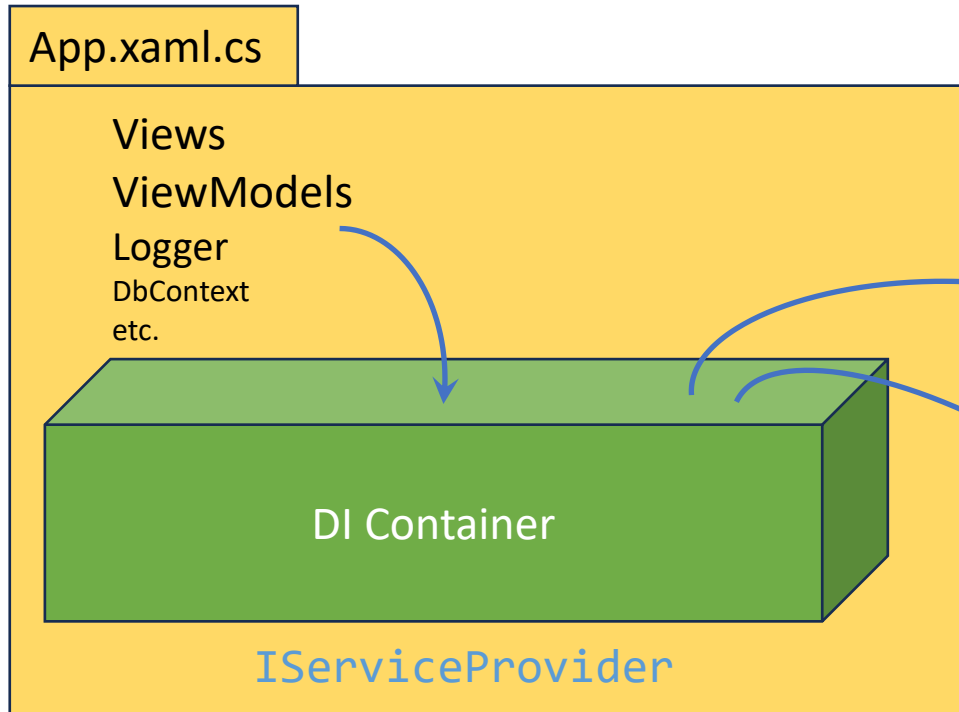 App.xaml.cs
Views
ViewModels
Logger
DbContext
etc.
DI Container
IServiceProvider